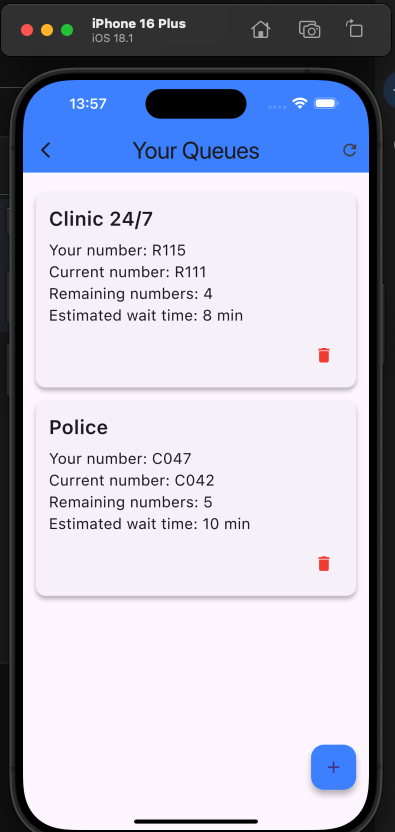 iPhone 16 Plus
iOS 18.1
13:57
Your Queues
Clinic 24/7
Your number: R115
Current number: R111
Remaining numbers: 4
Estimated wait time: 8 min
Police
Your number: C047
Current number: C042
Remaining numbers: 5
Estimated wait time: 10 min
+